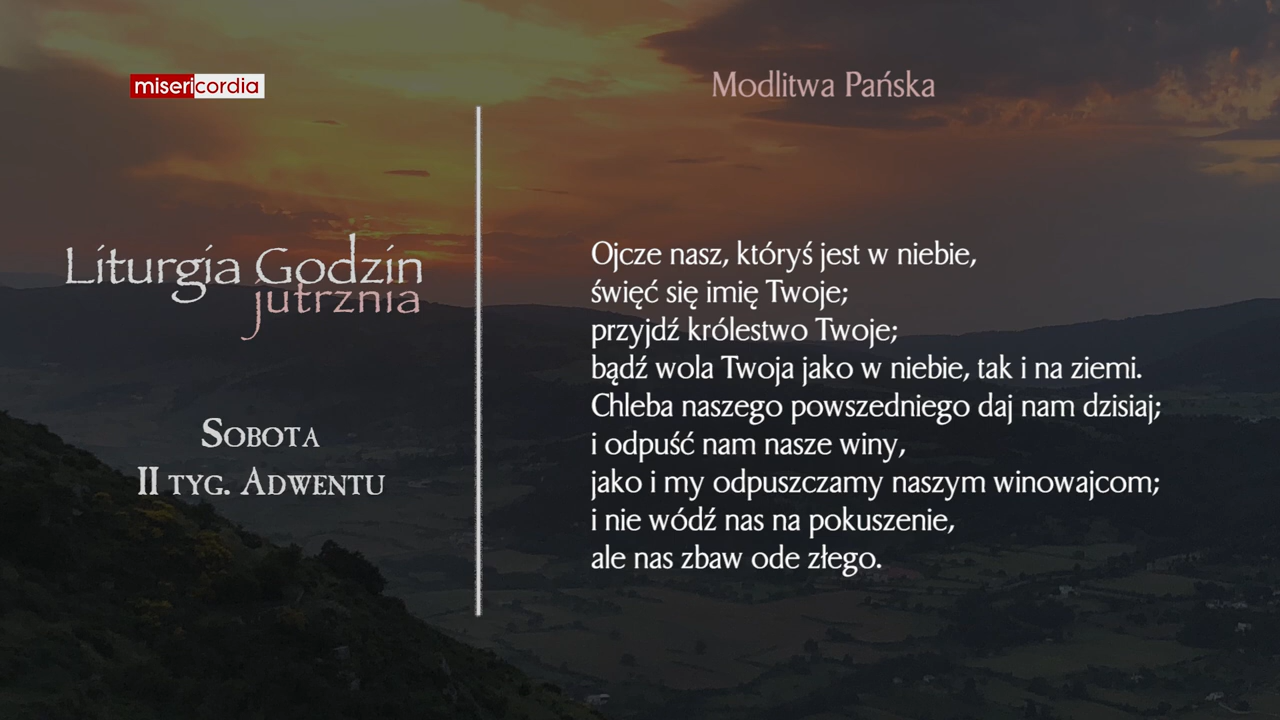 misericordia
Liturgia Godzin
jutrznia
Sobota
II tyg. Adwentu
Modlitwa Pańska
Ojcze nasz, któryś jest w niebie,
święć się imię Twoje;
przyjdź królestwo Twoje;
bądź wola Twoja jako w niebie, tak i na ziemi.
Chleba naszego powszedniego daj nam dzisiaj;
i odpuść nam nasze winy,
jako i my odpuszczamy naszym winowajcom;
i nie wódź nas na pokuszenie,
ale nas zbaw ode złego.